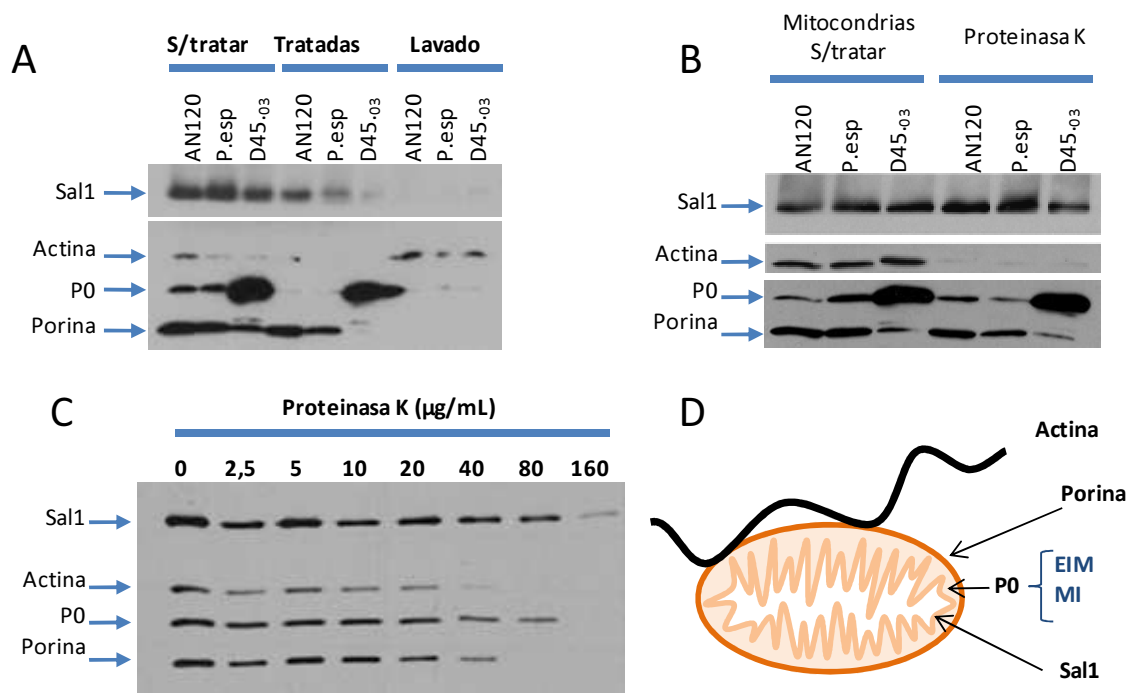 A
S/tratar Tratadas Lavado
AN120 P.esp D45-03 AN120 P.esp D45-03 AN120 P.esp D45-03
Sal1
Actina
P0
Porina
B
Mitocondrias
S/tratar
Proteinasa K
AN120 P.esp D45-03 AN120 P.esp D45-03
Sal1
Actina
P0
Porina
C
Proteinasa K (µg/mL)
0 2,5 5 10 20 40 80 160
Sal1
Actina
P0
Porina
D
Actina
Porina
P0
EIM
MI
Sal1